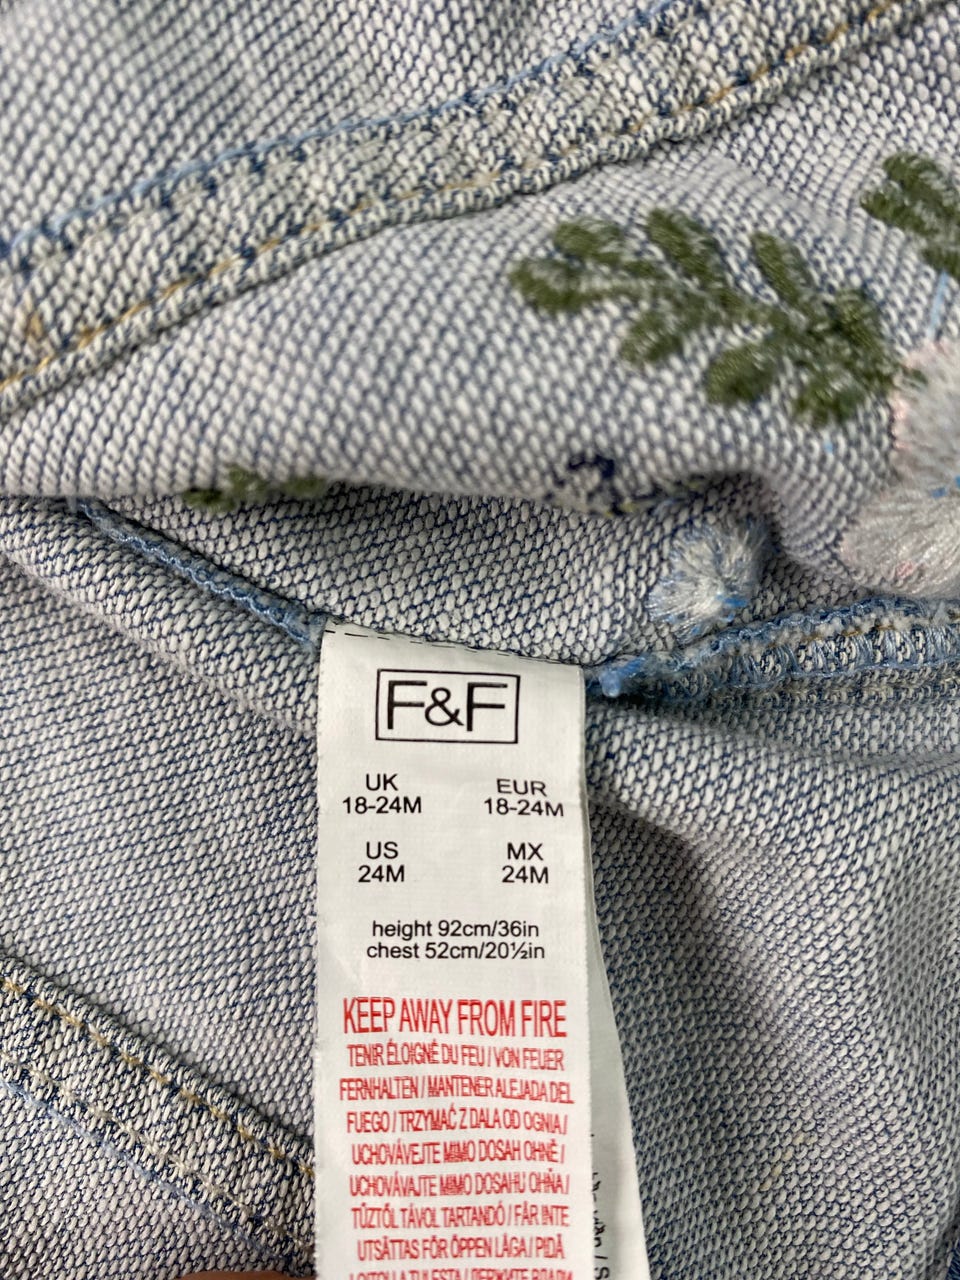 F&F
UK EUR
18-24M 18-24M
US MX
24M 24M
height 92cm/36in
chest 52cm/20½in
KEEP AWAY FROM FIRE
TENIR ÉLOIGNÉ DU FEU / VON FEUER
FERNHALTEN / MANTENER ALEJADA DEL
FUEGO / TRZYMAĆ Z DALA OD OGNIA /
UCHOVÁVEJTE MIMO DOSAH OHNĚ /
UCHOVÁVAJTE MIMO DOSAHU OHŇA /
TŰZTŐL TÁVOL TARTANDÓ / FÅR INTE
UTSÄTTAS FÖR ÖPPEN LÅGA / PIDÄ